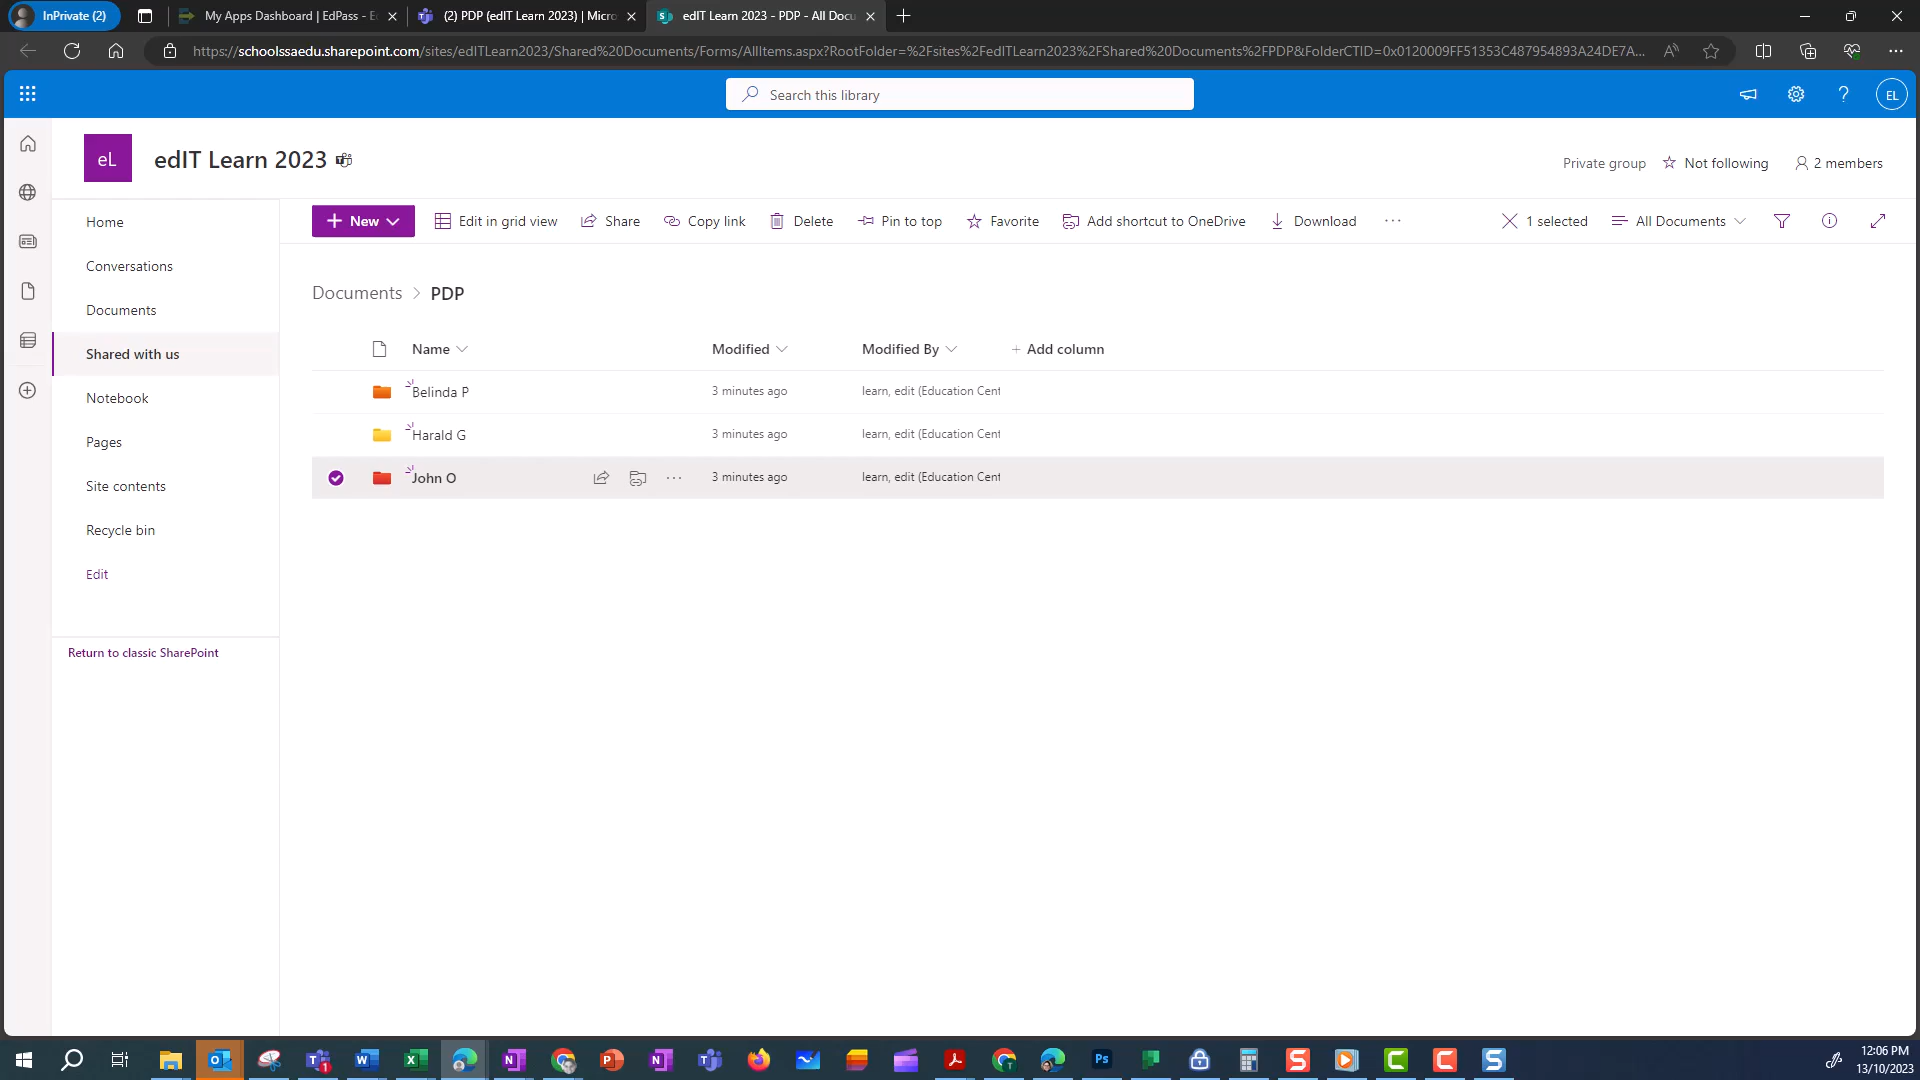 InPrivate (2)
My Apps Dashboard | EdPass - E
(2) PDP (edIT Learn 2023) | Micro
edIT Learn 2023 - PDP - All Docu
https://schoolssaedu.sharepoint.com/sites/edITLearn2023/Shared%20Documents/Forms/AllItems.aspx?RootFolder=%2Fsites%2FedITLearn2023%2FShared%20Documents%2FPDP&FolderCTID=0x0120009FF51353C487954893A24DE7A...
Search this library
EL
eL
edIT Learn 2023
Private group
Not following
2 members
Home
Conversations
Documents
Shared with us
Notebook
Pages
Site contents
Recycle bin
Edit
Return to classic SharePoint
New
Edit in grid view
Share
Copy link
Delete
Pin to top
Favorite
Add shortcut to OneDrive
Download
1 selected
All Documents
Documents > PDP
Name
Modified
Modified By
+ Add column
Belinda P
3 minutes ago
learn, edit (Education Cent
Harald G
3 minutes ago
learn, edit (Education Cent
John O
3 minutes ago
learn, edit (Education Cent
12:06 PM
13/10/2023